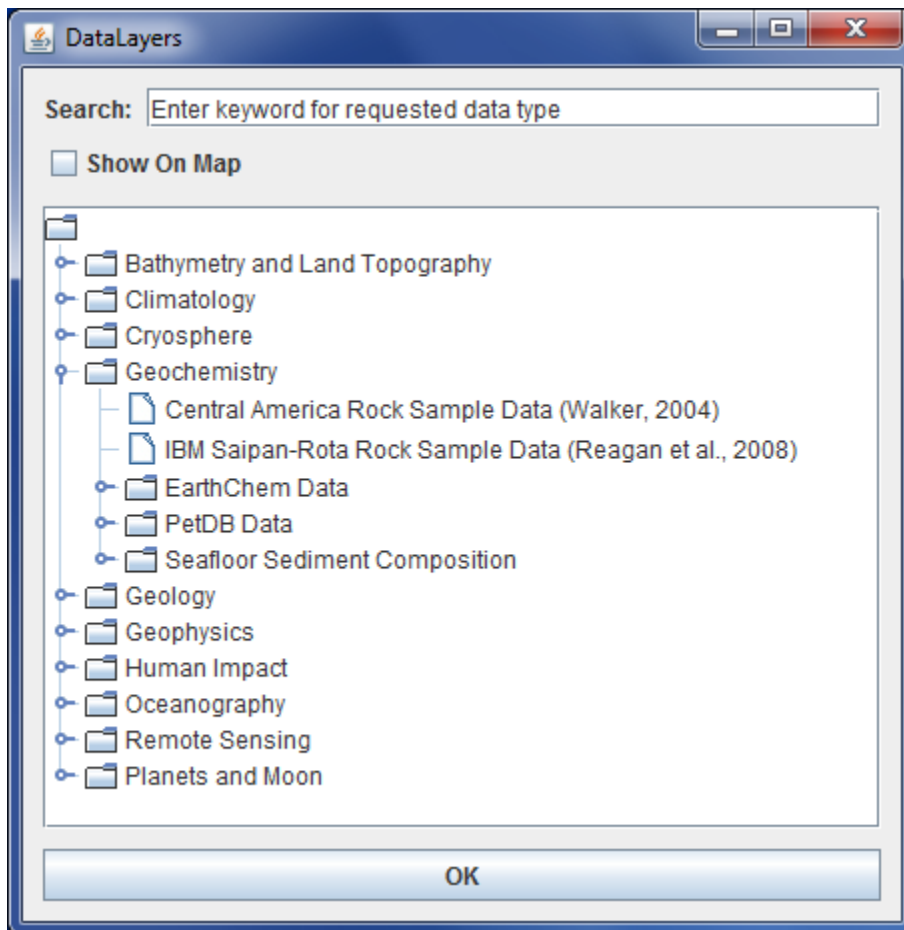 DataLayers
Search: Enter keyword for requested data type
Show On Map
Bathymetry and Land Topography
Climatology
Cryosphere
Geochemistry
Central America Rock Sample Data (Walker, 2004)
IBM Saipan-Rota Rock Sample Data (Reagan et al., 2008)
EarthChem Data
PetDB Data
Seafloor Sediment Composition
Geology
Geophysics
Human Impact
Oceanography
Remote Sensing
Planets and Moon
OK